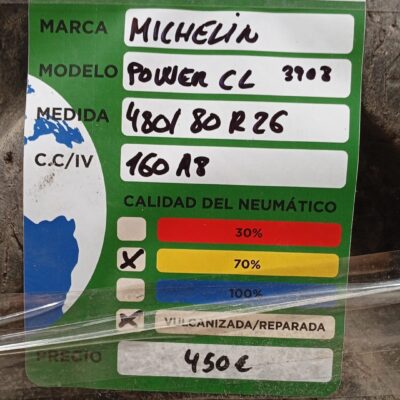 MARCA MICHELIN
MODELO POWER CL 3903
MEDIDA 480/80 R26
C.C/IV 160 A8
CALIDAD DEL NEUMÁTICO
30%
X 70%
100%
X VULCANIZADA/REPARADA
PRECIO 450€